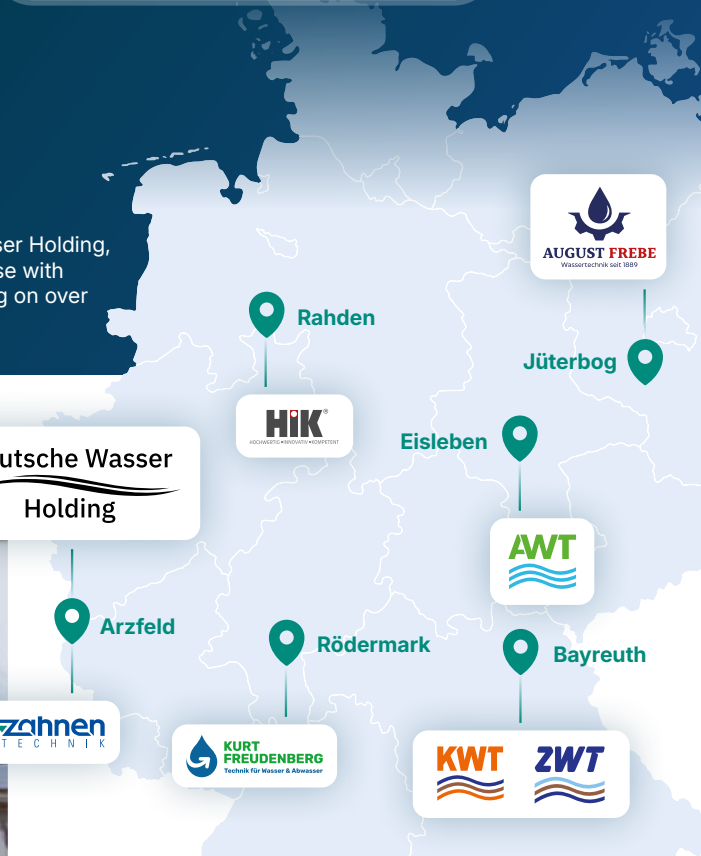 ser Holding,
se with
g on over
AUGUST FREBE
Wassertechnik seit 1889
Rahden
Jüterbog
HiK®
HOCHWERTIG • INNOVATIV • KOMPETENT
Eisleben
utsche Wasser
Holding
AWT
Arzfeld
Rödermark
Bayreuth
zahnen
TECHNIK
KURT
FREUDENBERG
Technik für Wasser & Abwasser
KWT
ZWT